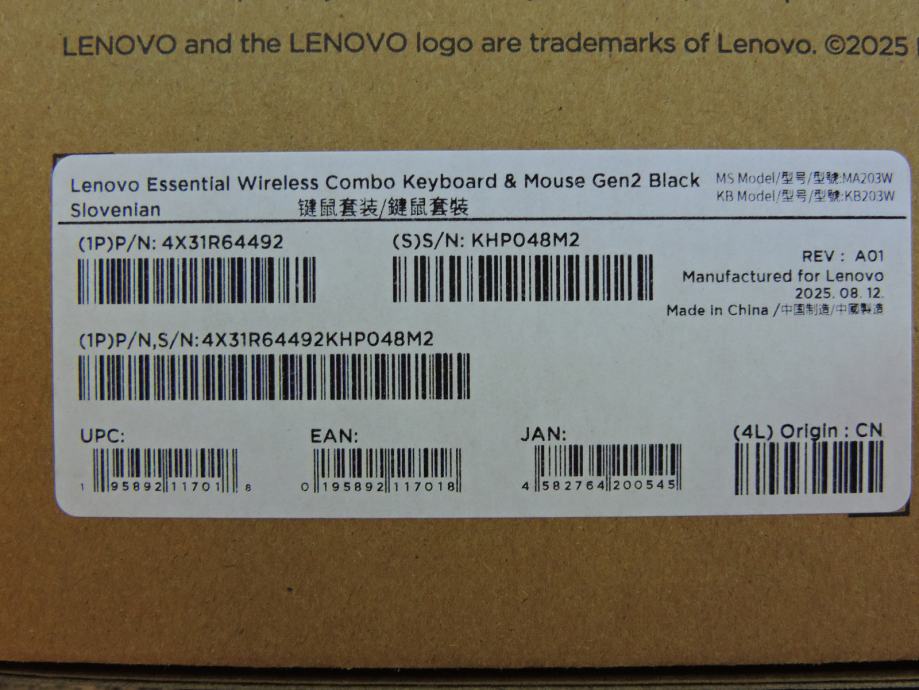 LENOVO and the LENOVO logo are trademarks of Lenovo. ©2025
Lenovo Essential Wireless Combo Keyboard & Mouse Gen2 Black
Slovenian 键鼠套装/鍵鼠套裝
MS Model/型号/型號:MA203W
KB Model/型号/型號:KB203W
(1P)P/N: 4X31R64492
(S)S/N: KHP048M2
REV : A01
Manufactured for Lenovo
2025. 08. 12.
Made in China /中国制造/中國製造
(1P)P/N,S/N:4X31R64492KHP048M2
UPC:
1 95892 11701 8
EAN:
0 195892 117018
JAN:
4 582764 200545
(4L) Origin : CN